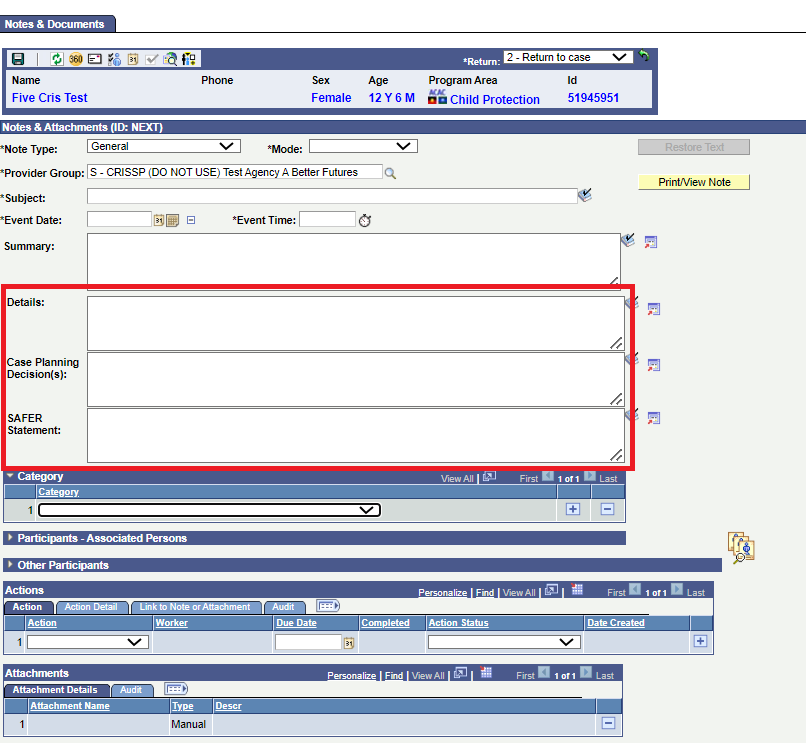 Notes & Documents
360 31 *Return: 2 - Return to case
Name Phone Sex Age Program Area Id
Five Cris Test Female 12 Y 6 M ACAC Child Protection 51945951
Notes & Attachments (ID: NEXT)
*Note Type: General *Mode: Restore Text
*Provider Group: S - CRISSP (DO NOT USE) Test Agency A Better Futures
Print/View Note
*Subject:
*Event Date: 31 *Event Time:
Summary:
Details:
Case Planning
Decision(s):
SAFER
Statement:
Category View All | First 1 of 1 Last
Category
1
Participants - Associated Persons
Other Participants
Actions Personalize | Find | View All | | First 1 of 1 Last
Action Action Detail Link to Note or Attachment Audit
Action Worker Due Date Completed Action Status Date Created
1 31
Attachments Personalize | Find | View All | | First 1 of 1 Last
Attachment Details Audit
Attachment Name Type Descr
1 Manual